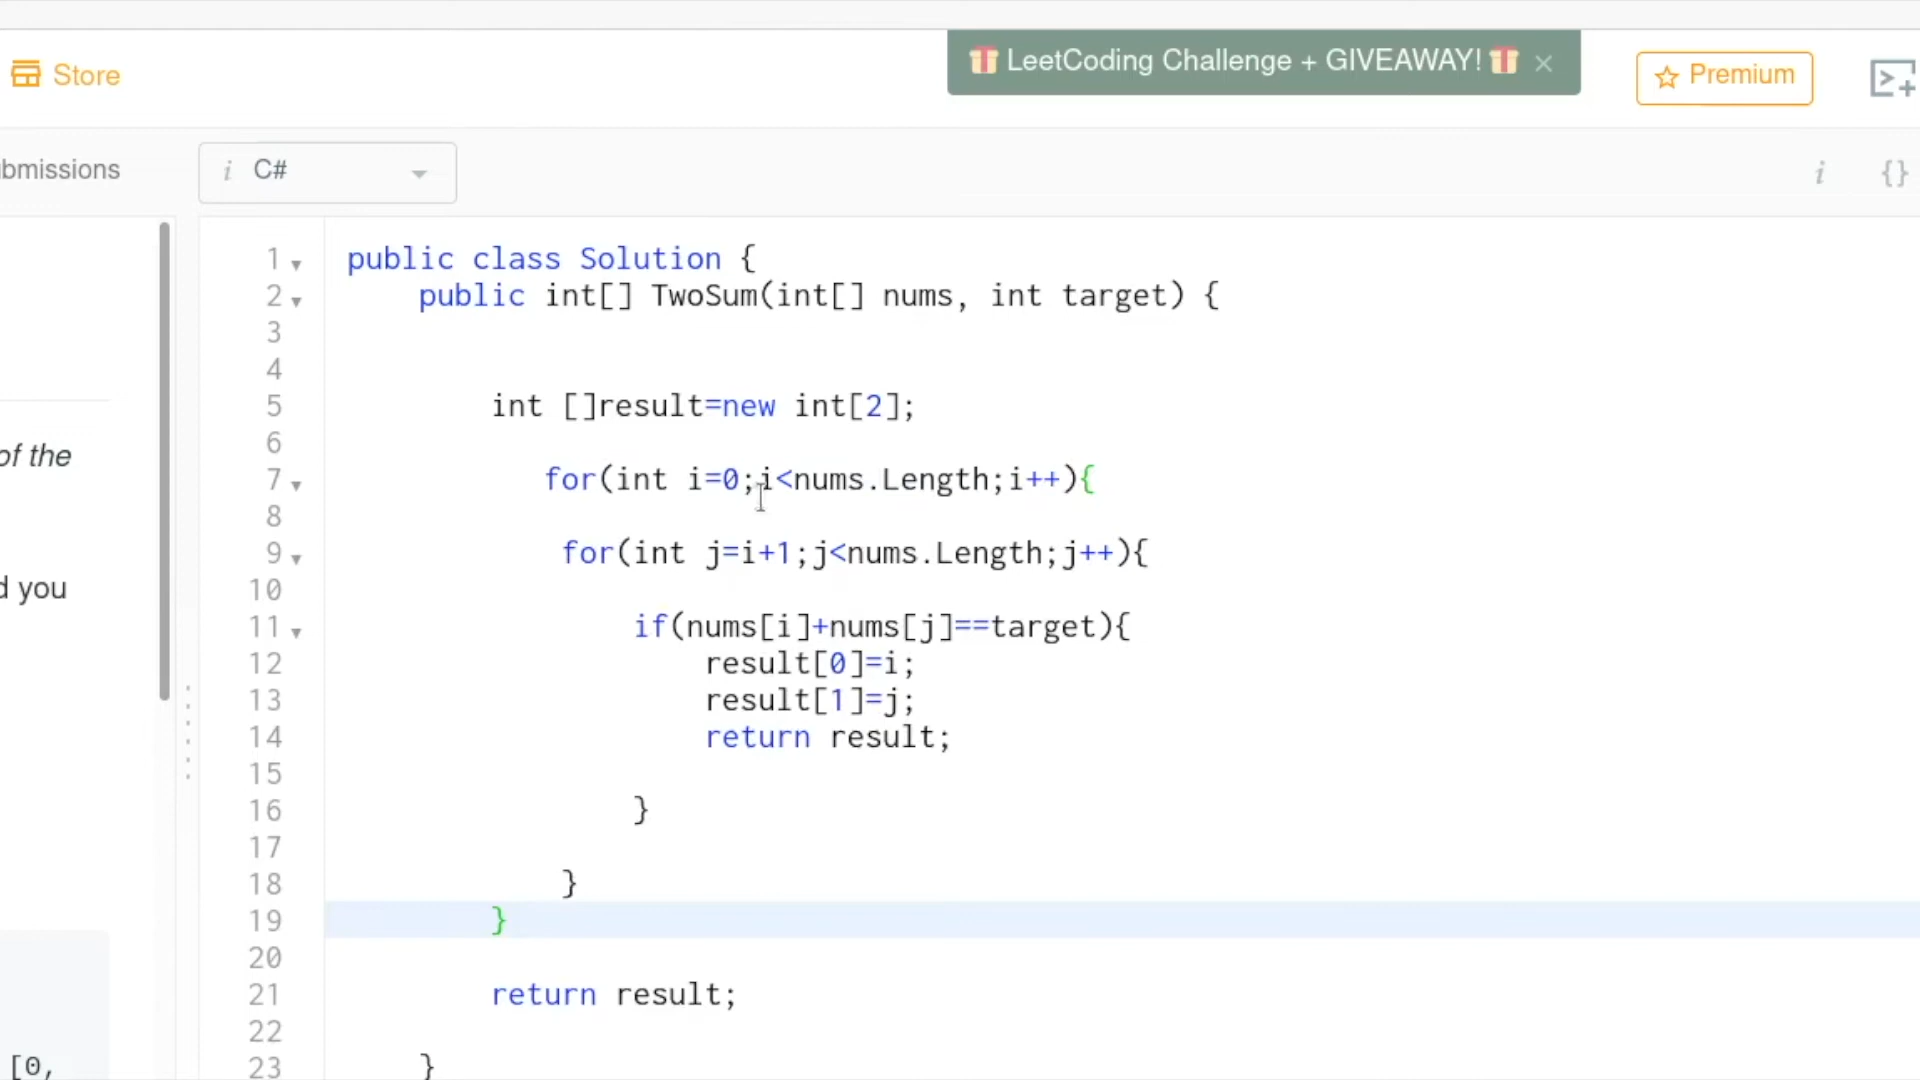 Store
LeetCoding Challenge + GIVEAWAY!
Premium
bmissions
i C#
i {}
1 public class Solution {
2 public int[] TwoSum(int[] nums, int target) {
3
4
5 int []result=new int[2];
6
7 for(int i=0;i<nums.Length;i++){
8
9 for(int j=i+1;j<nums.Length;j++){
10
11 if(nums[i]+nums[j]==target){
12 result[0]=i;
13 result[1]=j;
14 return result;
15
16 }
17
18 }
19 }
20
21 return result;
22
23 }
of the
d you
[0,